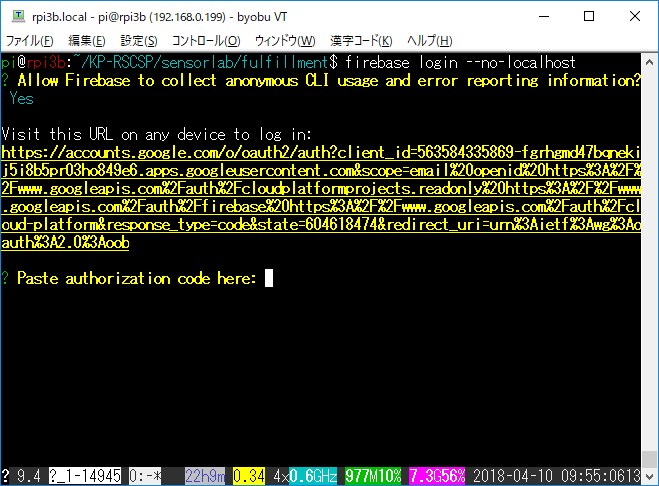 rpi3b.local - pi@rpi3b (192.168.0.199) - byobu VT
ファイル(F) 編集(E) 設定(S) コントロール(O) ウィンドウ(W) 漢字コード(K) ヘルプ(H)
pi@rpi3b:~/KP-RSCSP/sensorlab/fulfillment$ firebase login --no-localhost
? Allow Firebase to collect anonymous CLI usage and error reporting information?
Yes
Visit this URL on any device to log in:
https://accounts.google.com/o/oauth2/auth?client_id=563584335869-fgrhgmd47bqneki
j5i8b5pr03ho849e6.apps.googleusercontent.com&scope=email%20openid%20https%3A%2F%
2Fwww.googleapis.com%2Fauth%2Fcloudplatformprojects.readonly%20https%3A%2F%2Fwww
.googleapis.com%2Fauth%2Ffirebase%20https%3A%2F%2Fwww.googleapis.com%2Fauth%2Fcl
oud-platform&response_type=code&state=604618474&redirect_uri=urn%3Aietf%3Awg%3Ao
auth%3A2.0%3Aoob
? Paste authorization code here:
? 9.4 ?_1-14945 0:-* 22h9m 0.34 4x0.6GHz 977M10% 7.3G56% 2018-04-10 09:55:0613